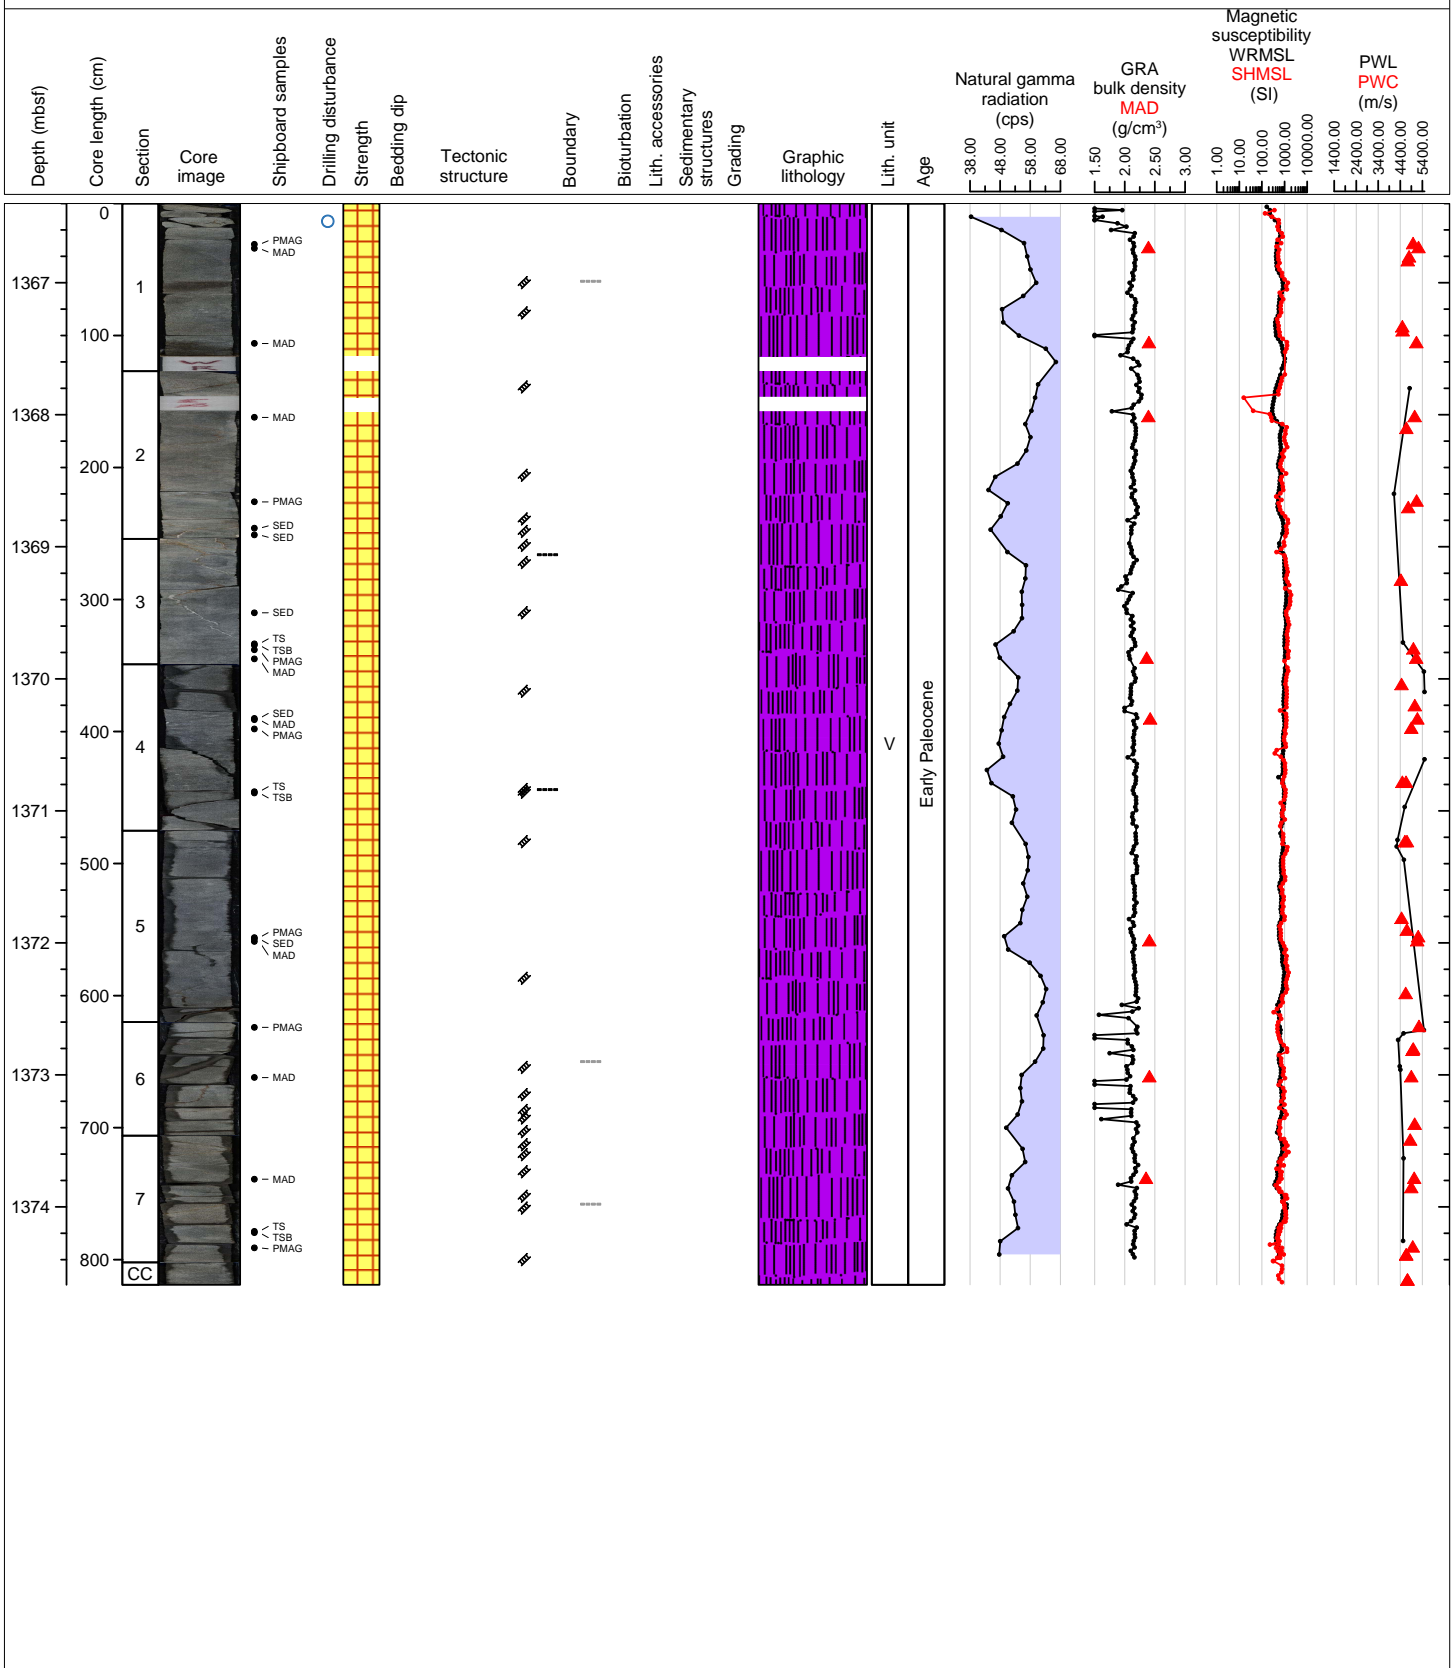 Depth (mbsf)
Core length (cm)
Section
Core
image
Shipboard samples
Drilling disturbance
Strength
Bedding dip
Tectonic
structure
Boundary
Bioturbation
Lith. accessories
Sedimentary
structures
Grading
Graphic
lithology
Lith. unit
Age
Natural gamma
radiation
(cps)
GRA
bulk density
MAD
(g/cm³)
Magnetic
susceptibility
WRMSL
SHMSL
(SI)
PWL
PWC
(m/s)
38.00 48.00 58.00 68.00
1.50 2.00 2.50 3.00
1.00 10.00 100.00 1000.00 10000.00
1400.00 2400.00 3400.00 4400.00 5400.00
0
PMAG
MAD
1367
1
100
MAD
1368
MAD
2
200
PMAG
SED
SED
1369
3
300
SED
TS
TSB
PMAG
MAD
1370
SED
MAD
PMAG
400
4
V
Early Paleocene
TS
TSB
1371
500
5
PMAG
SED
MAD
1372
600
PMAG
1373
6
MAD
700
7
MAD
1374
TS
TSB
PMAG
800
CC